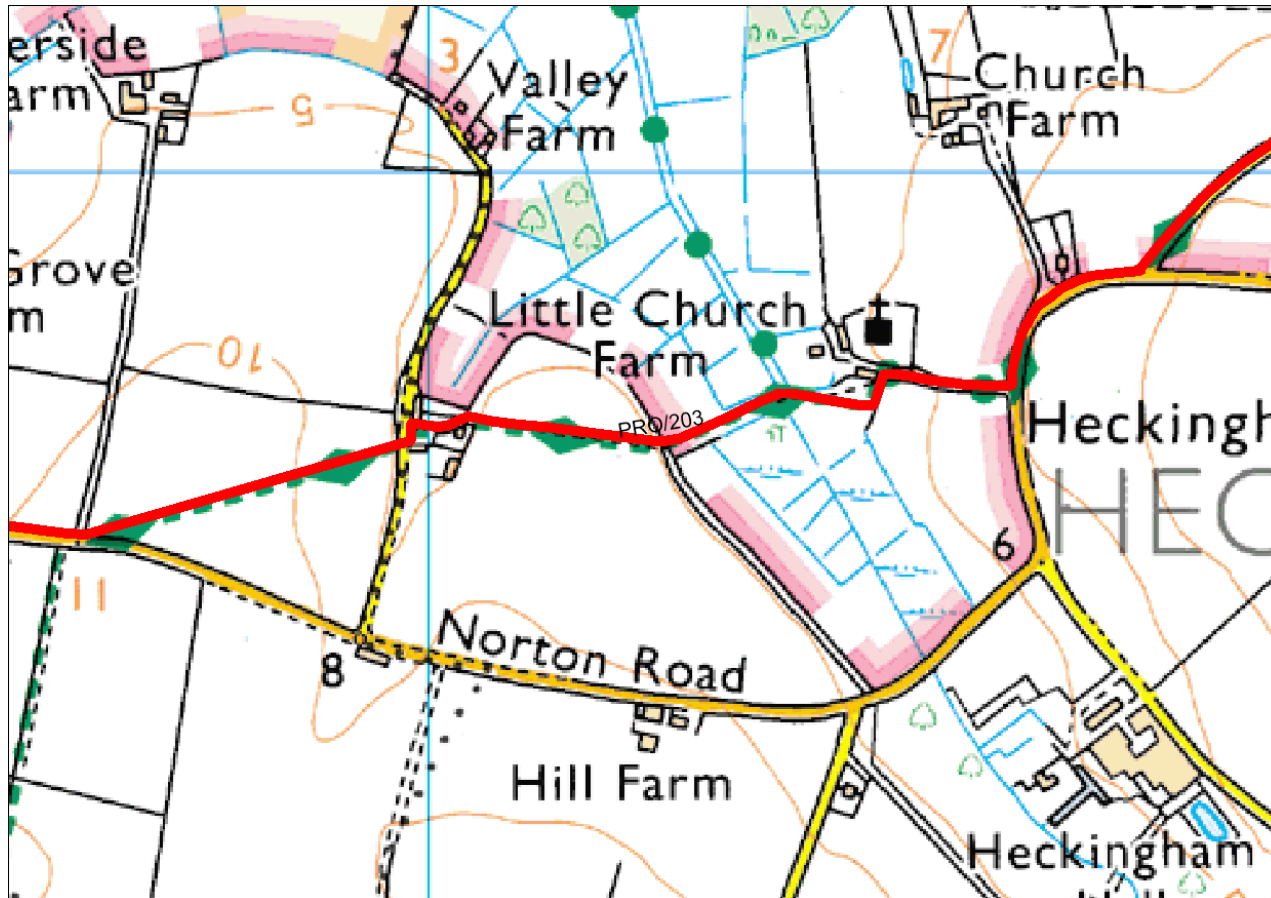 erside
arm
3
Valley
Farm
7
Church
Farm
5
Grove
m
10
Little Church
Farm
PRO/203
Heckingh
HEC
11
6
8
Norton Road
Hill Farm
Heckingham